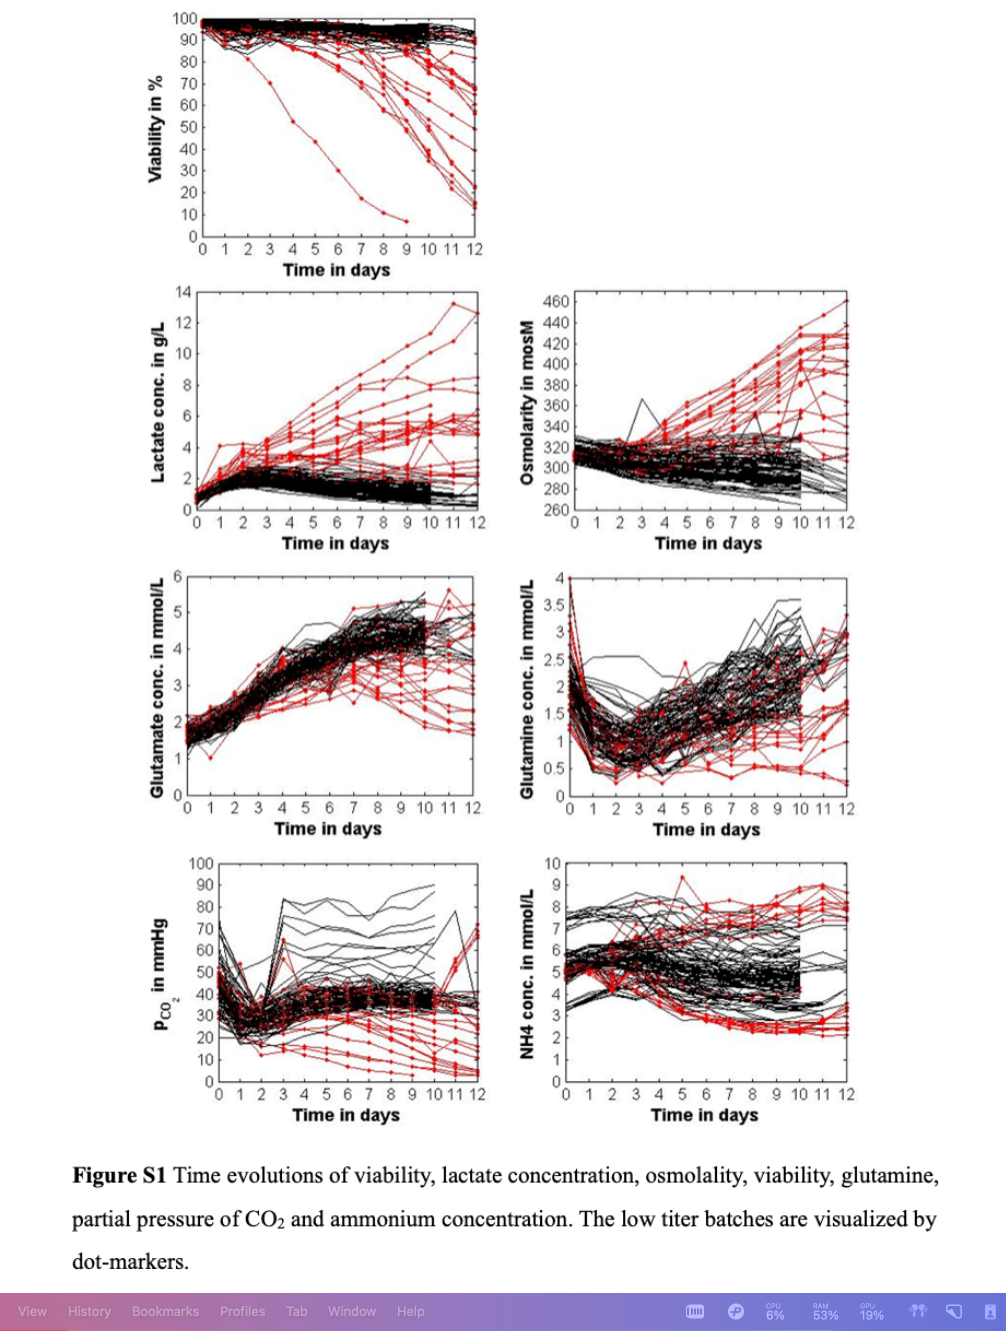 100
90
80
70
60
50
40
30
20
10
0
Viability in %
0 1 2 3 4 5 6 7 8 9 10 11 12
Time in days
14
12
10
8
6
4
2
0
Lactate conc. in g/L
0 1 2 3 4 5 6 7 8 9 10 11 12
Time in days
460
440
420
400
380
360
340
320
300
280
260
Osmolarity in mosM
0 1 2 3 4 5 6 7 8 9 10 11 12
Time in days
6
5
4
3
2
1
0
Glutamate conc. in mmol/L
0 1 2 3 4 5 6 7 8 9 10 11 12
Time in days
4
3.5
3
2.5
2
1.5
1
0.5
0
Glutamine conc. in mmol/L
0 1 2 3 4 5 6 7 8 9 10 11 12
Time in days
100
90
80
70
60
50
40
30
20
10
0
pCO2 in mmHg
0 1 2 3 4 5 6 7 8 9 10 11 12
Time in days
10
9
8
7
6
5
4
3
2
1
0
NH4 conc. in mmol/L
0 1 2 3 4 5 6 7 8 9 10 11 12
Time in days
Figure S1 Time evolutions of viability, lactate concentration, osmolality, viability, glutamine,
partial pressure of CO2 and ammonium concentration. The low titer batches are visualized by
dot-markers.
View History Bookmarks Profiles Tab Window Help CPU 6% RAM 53% GPU 19%